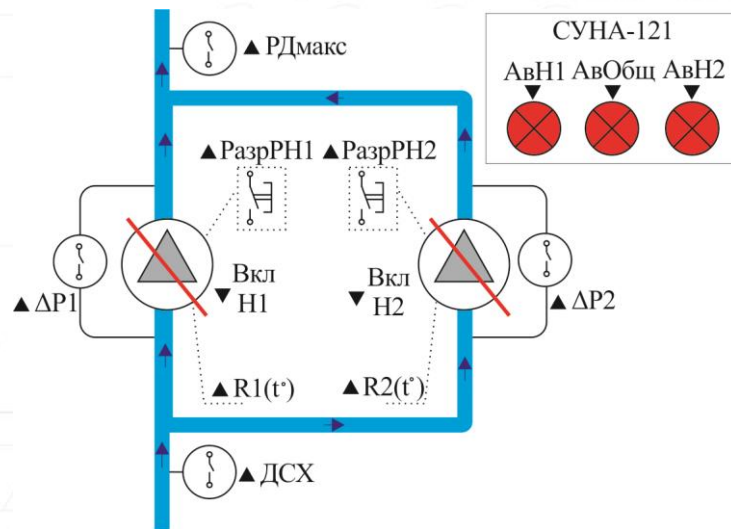 ▲ РДмакс
СУНА-121
АвН1 АвОбщ АвН2
▼ ▼ ▼
▲ РазрРН1 ▲ РазрРН2
Вкл
▼ Н1
Вкл
▼ Н2
▲ ΔР1
▲ ΔР2
▲ R1(t°)
▲ R2(t°)
▲ ДСХ